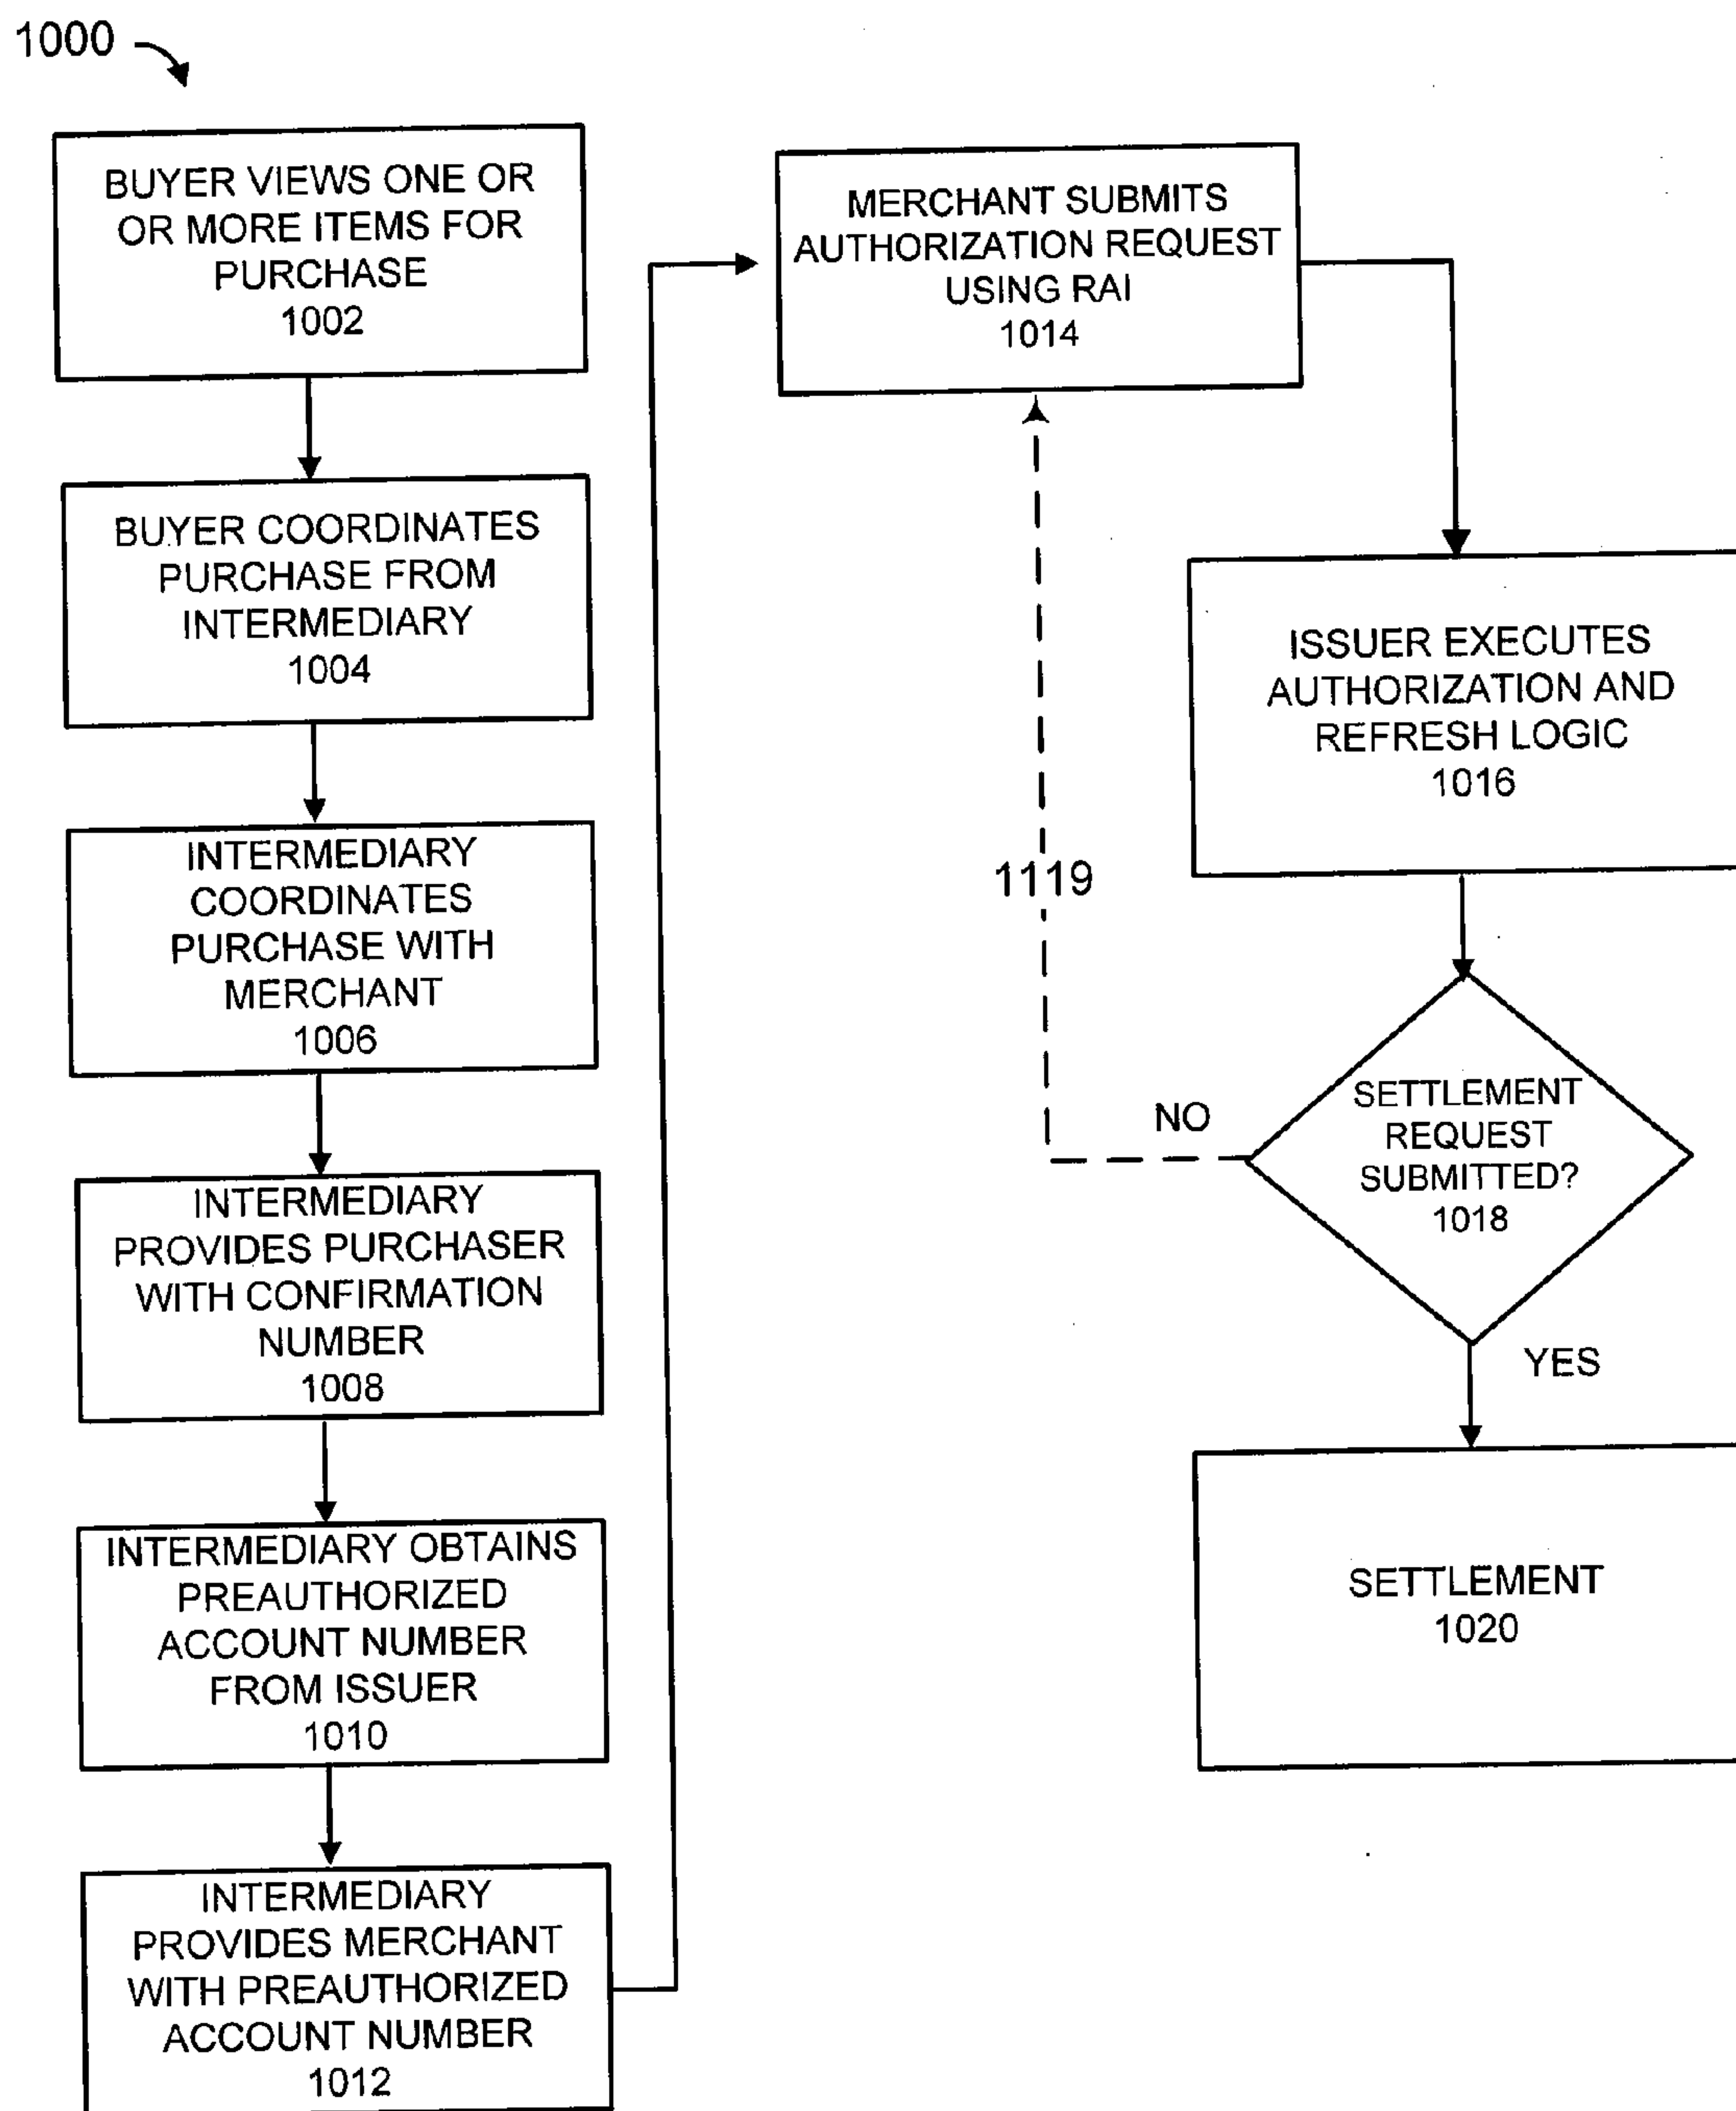 1000
BUYER VIEWS ONE OR
OR MORE ITEMS FOR
PURCHASE
1002
BUYER COORDINATES
PURCHASE FROM
INTERMEDIARY
1004
INTERMEDIARY
COORDINATES
PURCHASE WITH
MERCHANT
1006
INTERMEDIARY
PROVIDES PURCHASER
WITH CONFIRMATION
NUMBER
1008
INTERMEDIARY OBTAINS
PREAUTHORIZED
ACCOUNT NUMBER
FROM ISSUER
1010
INTERMEDIARY
PROVIDES MERCHANT
WITH PREAUTHORIZED
ACCOUNT NUMBER
1012
MERCHANT SUBMITS
AUTHORIZATION REQUEST
USING RAI
1014
ISSUER EXECUTES
AUTHORIZATION AND
REFRESH LOGIC
1016
1119
NO
SETTLEMENT
REQUEST
SUBMITTED?
1018
YES
SETTLEMENT
1020